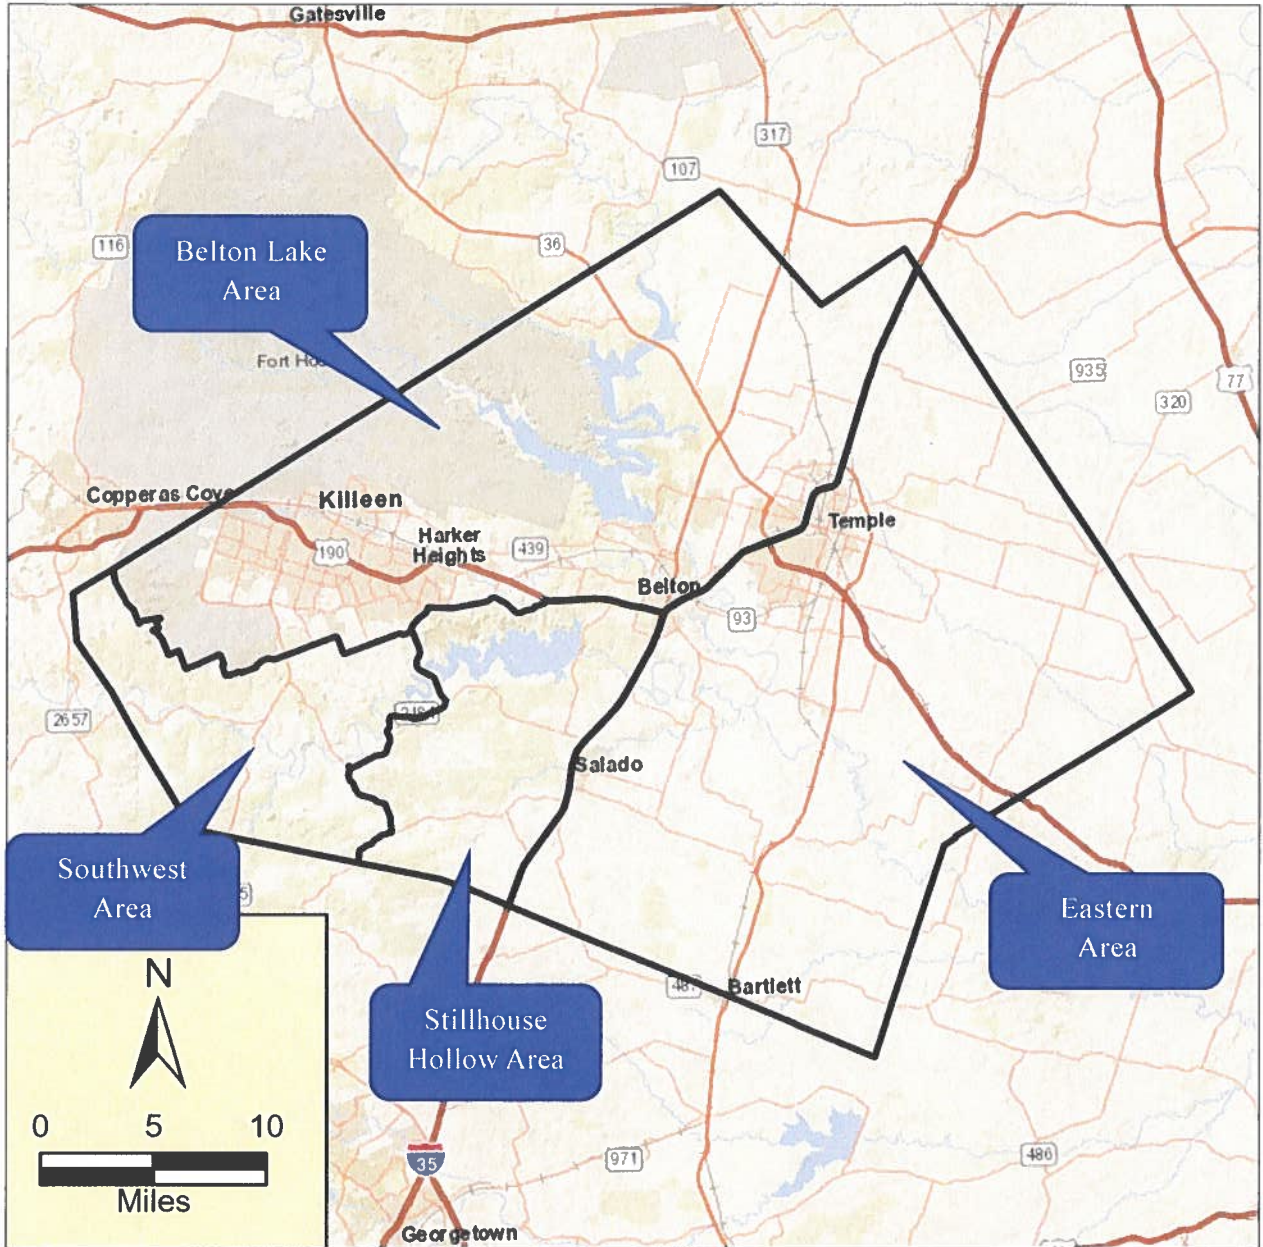 Gatesville
317
107
116
36
Belton Lake
Area
935
77
320
Copperas Cove
Killeen
Harker
Heights
190
439
Temple
Belton
93
2657
Salado
Southwest
Area
Eastern
Area
Bartlett
Stillhouse
Hollow Area
N
0 5 10
Miles
35
971
486
Georgetown